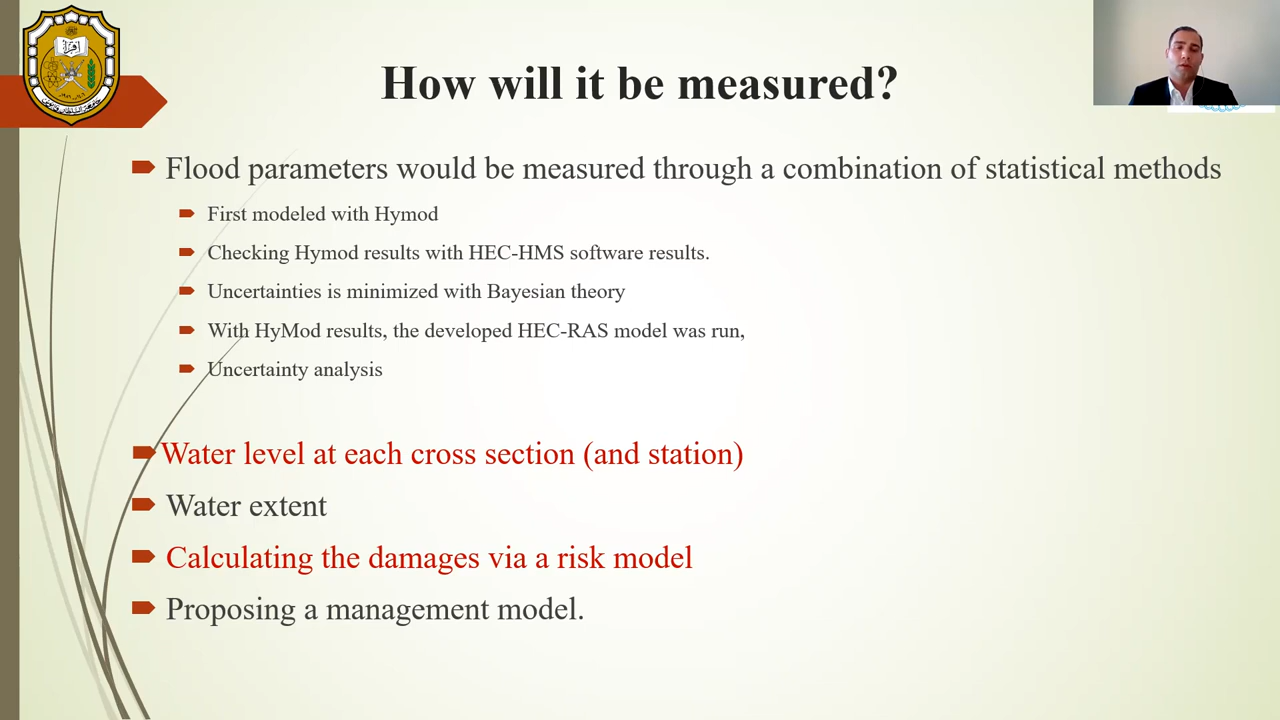 How will it be measured?
Flood parameters would be measured through a combination of statistical methods
First modeled with Hymod
Checking Hymod results with HEC-HMS software results.
Uncertainties is minimized with Bayesian theory
With HyMod results, the developed HEC-RAS model was run,
Uncertainty analysis
Water level at each cross section (and station)
Water extent
Calculating the damages via a risk model
Proposing a management model.